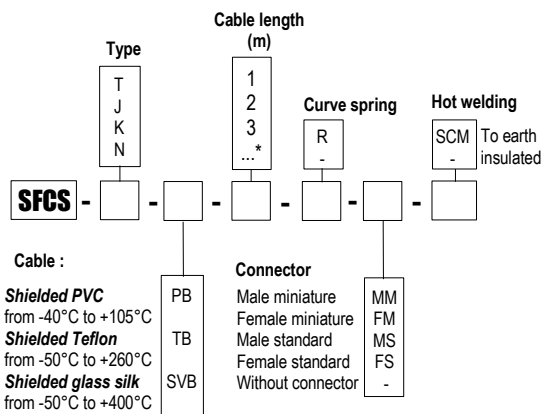 Cable length
(m)
Type
1
2
3
...*
T
J
K
N
Curve spring
R
-
Hot welding
SCM To earth
- insulated
SFCS - - - - - -
Cable :
Shielded PVC PB
from -40°C to +105°C
Shielded Teflon TB
from -50°C to +260°C
Shielded glass silk SVB
from -50°C to +400°C
Connector
Male miniature MM
Female miniature FM
Male standard MS
Female standard FS
Without connector -